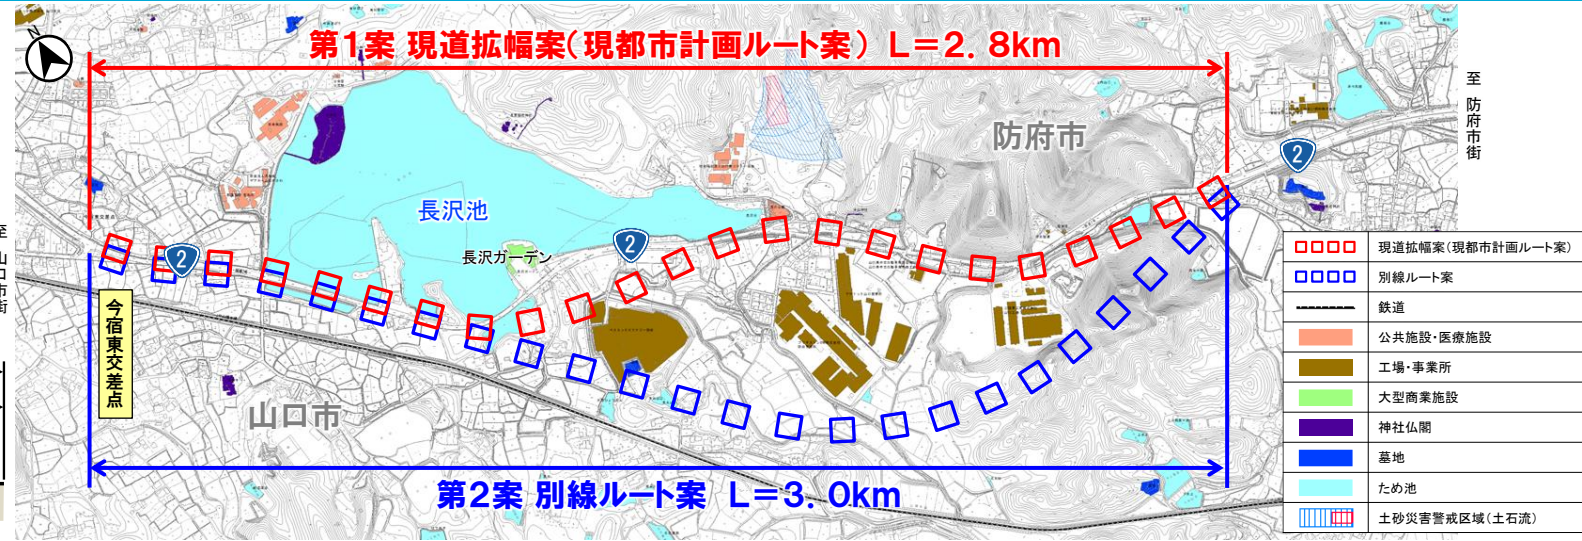 第1案 現道拡幅案(現都市計画ルート案) L=2.8km
N
至 防府市街
防府市
2
長沢池
2
長沢ガーデン
2
至 山口市街
今宿東交差点
山口市
第2案 別線ルート案 L=3.0km
現道拡幅案(現都市計画ルート案)
別線ルート案
鉄道
公共施設・医療施設
工場・事業所
大型商業施設
神社仏閣
墓地
ため池
土砂災害警戒区域(土石流)